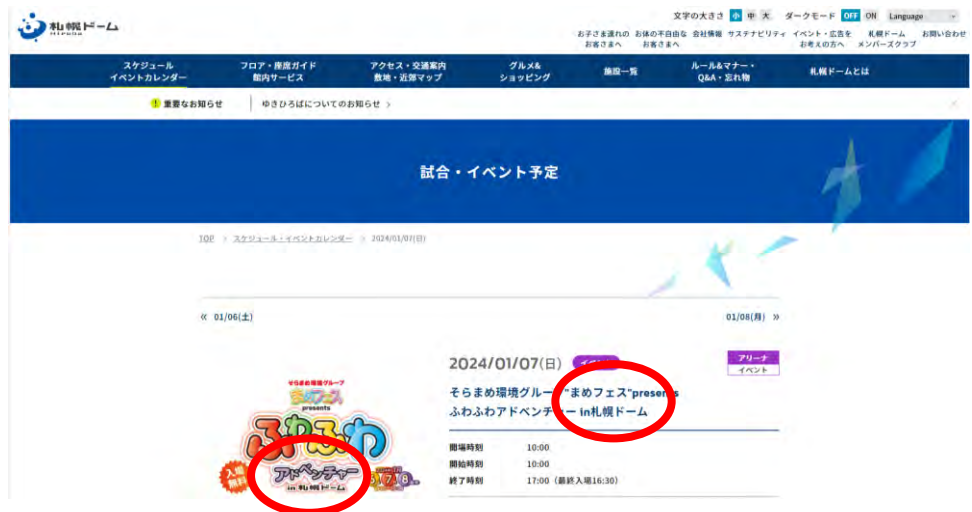 札幌ドーム
HiroBa
文字の大きさ 小 中 大 ダークモード OFF ON Language
お子さま連れの お体の不自由な 会社情報 サステナビリティ イベント・広告を 札幌ドーム お問い合わせ
お客さまへ お客さまへ お考えの方へ メンバーズクラブ
スケジュール フロア・座席ガイド アクセス・交通案内 グルメ& 施設一覧 ルール&マナー・ 札幌ドームとは
イベントカレンダー 館内サービス 敷地・近郊マップ ショッピング Q&A・忘れ物
! 重要なお知らせ ゆきひろばについてのお知らせ > ×
試合・イベント予定
TOP > スケジュール・イベントカレンダー > 2024/01/07(日)
« 01/06(土) 01/08(月) »
2024/01/07(日) アリーナ
イベント
そらまめ環境グループ"まめフェス"presents
ふわふわアドベンチャー in札幌ドーム
開場時刻 10:00
開始時刻 10:00
終了時刻 17:00（最終入場16:30）
そらまめ環境グループ
まめフェス
presents
ふわふわ
アドベンチャー
in 札幌ドーム
入場
無料
7 8